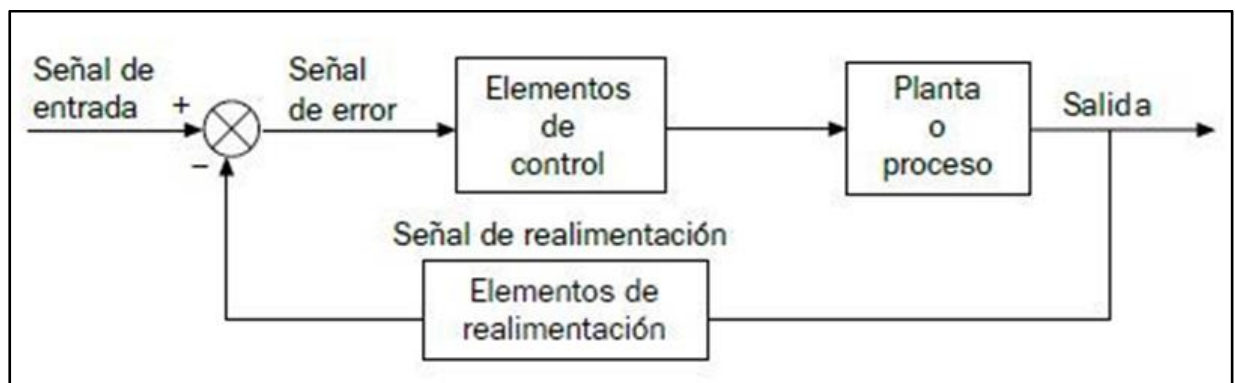 Señal de
entrada
+
−
Señal
de error
Elementos
de
control
Planta
o
proceso
Salida
Señal de realimentación
Elementos de
realimentación